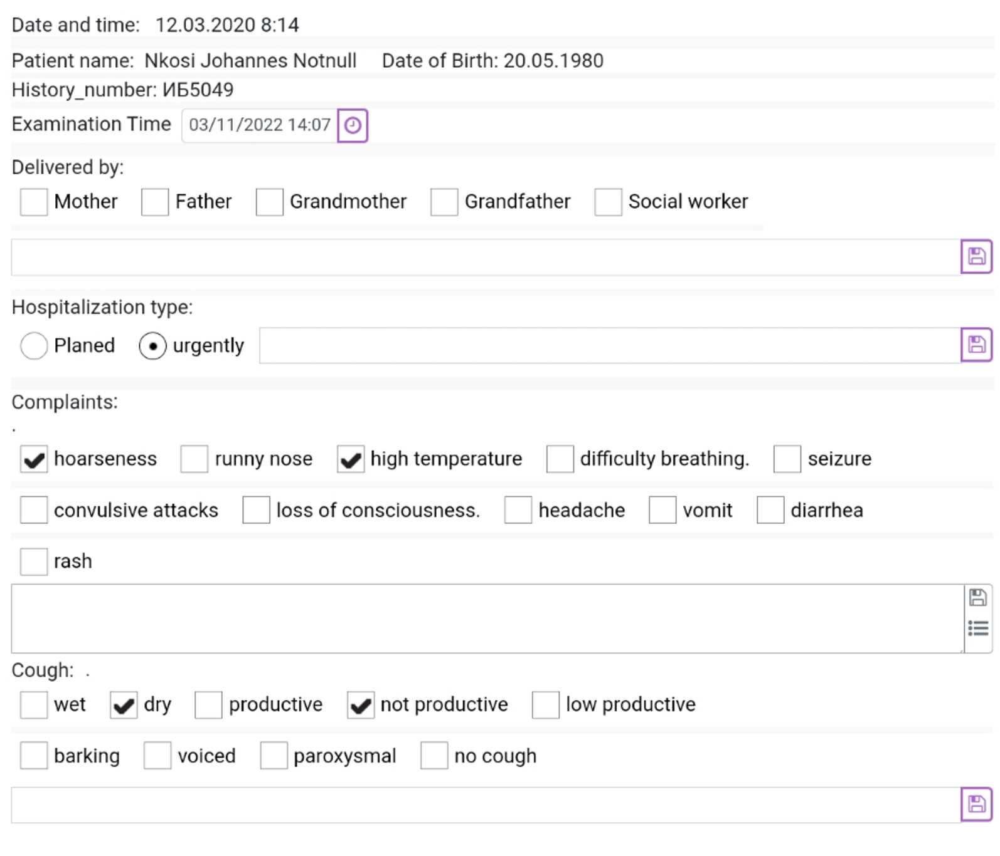 Date and time: 12.03.2020 8:14
Patient name: Nkosi Johannes Notnull Date of Birth: 20.05.1980
History_number: ИБ5049
Examination Time 03/11/2022 14:07
Delivered by:
Mother Father Grandmother Grandfather Social worker
Hospitalization type:
Planed urgently
Complaints:
.
hoarseness runny nose high temperature difficulty breathing. seizure
convulsive attacks loss of consciousness. headache vomit diarrhea
rash
Cough: .
wet dry productive not productive low productive
barking voiced paroxysmal no cough